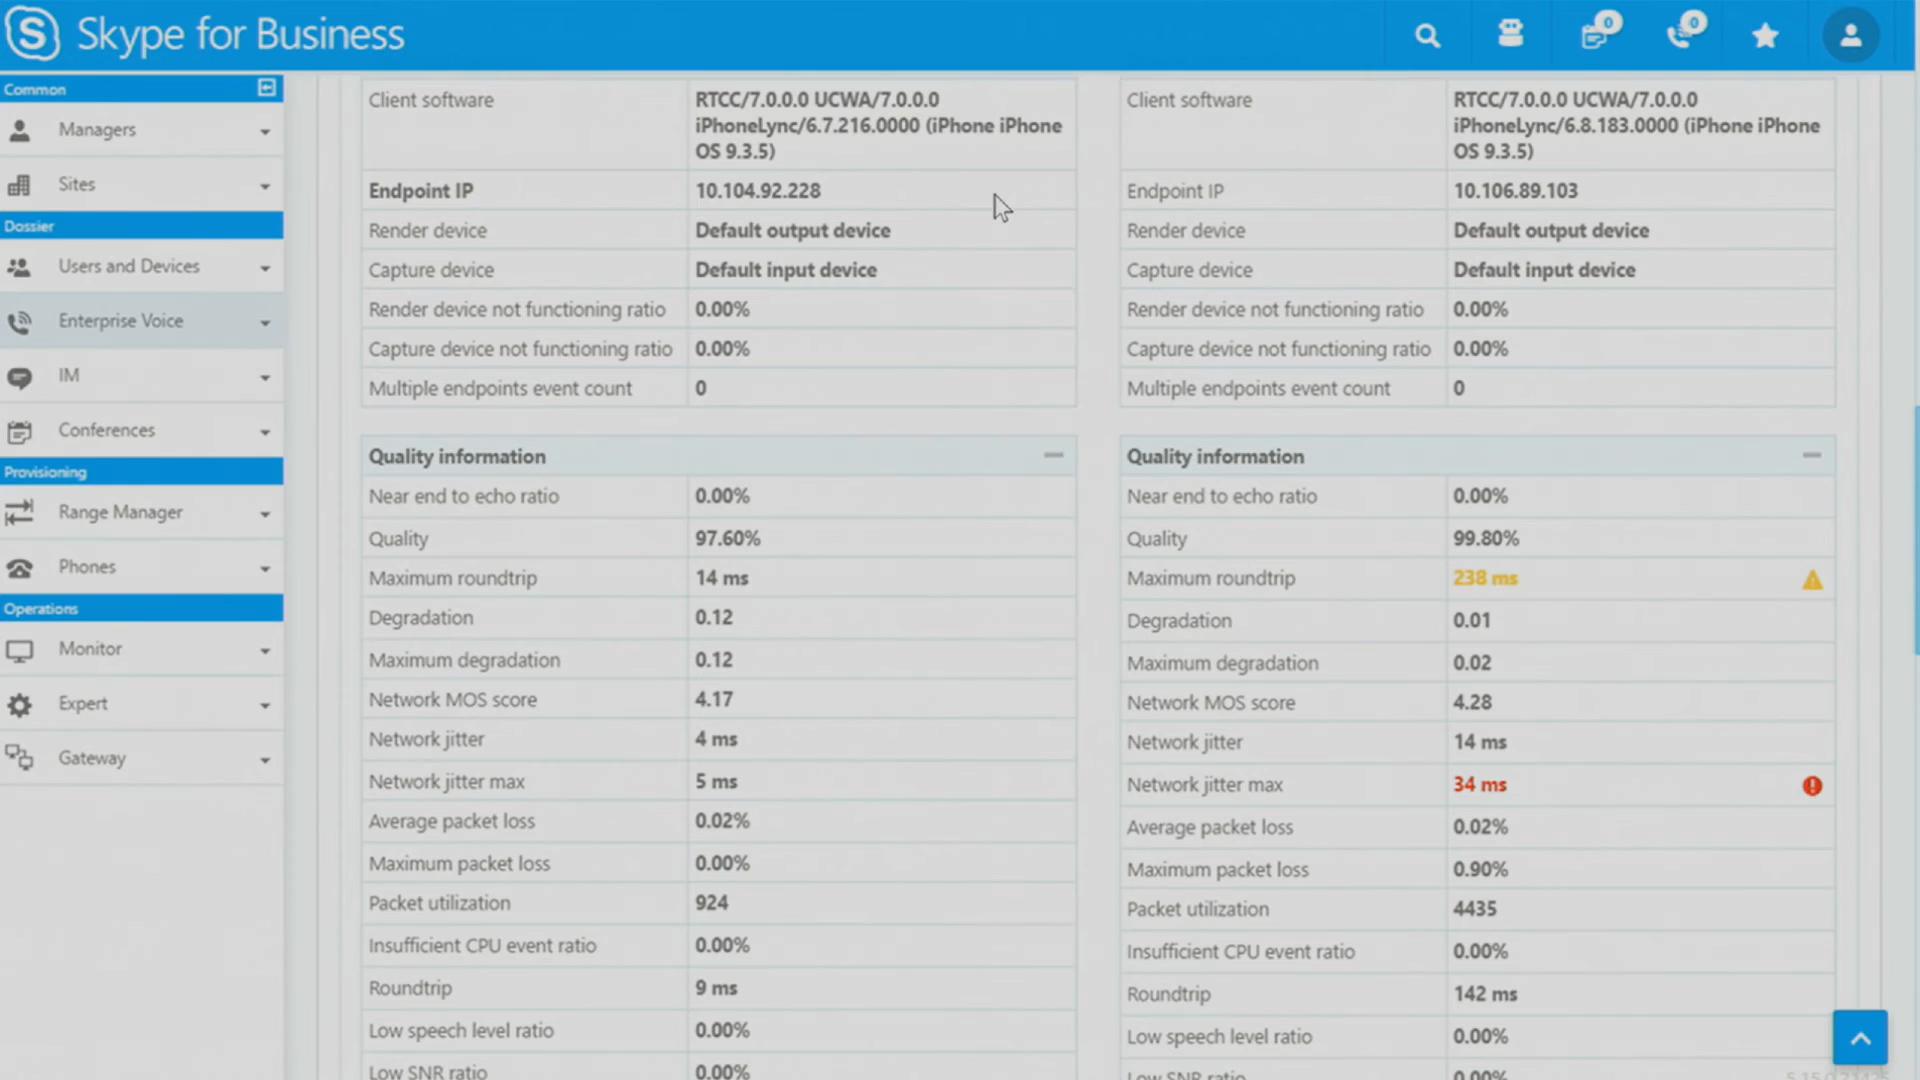 Skype for Business
0
0
Common
Managers
Sites
Dossier
Users and Devices
Enterprise Voice
IM
Conferences
Provisioning
Range Manager
Phones
Operations
Monitor
Expert
Gateway
Client software
RTCC/7.0.0.0 UCWA/7.0.0.0
iPhoneLync/6.7.216.0000 (iPhone iPhone
OS 9.3.5)
Endpoint IP 10.104.92.228
Render device Default output device
Capture device Default input device
Render device not functioning ratio 0.00%
Capture device not functioning ratio 0.00%
Multiple endpoints event count 0
Quality information
Near end to echo ratio 0.00%
Quality 97.60%
Maximum roundtrip 14 ms
Degradation 0.12
Maximum degradation 0.12
Network MOS score 4.17
Network jitter 4 ms
Network jitter max 5 ms
Average packet loss 0.02%
Maximum packet loss 0.00%
Packet utilization 924
Insufficient CPU event ratio 0.00%
Roundtrip 9 ms
Low speech level ratio 0.00%
Low SNR ratio 0.00%
Client software
RTCC/7.0.0.0 UCWA/7.0.0.0
iPhoneLync/6.8.183.0000 (iPhone iPhone
OS 9.3.5)
Endpoint IP 10.106.89.103
Render device Default output device
Capture device Default input device
Render device not functioning ratio 0.00%
Capture device not functioning ratio 0.00%
Multiple endpoints event count 0
Quality information
Near end to echo ratio 0.00%
Quality 99.80%
Maximum roundtrip 238 ms
Degradation 0.01
Maximum degradation 0.02
Network MOS score 4.28
Network jitter 14 ms
Network jitter max 34 ms
Average packet loss 0.02%
Maximum packet loss 0.90%
Packet utilization 4435
Insufficient CPU event ratio 0.00%
Roundtrip 142 ms
Low speech level ratio 0.00%
Low SNR ratio 0.00%